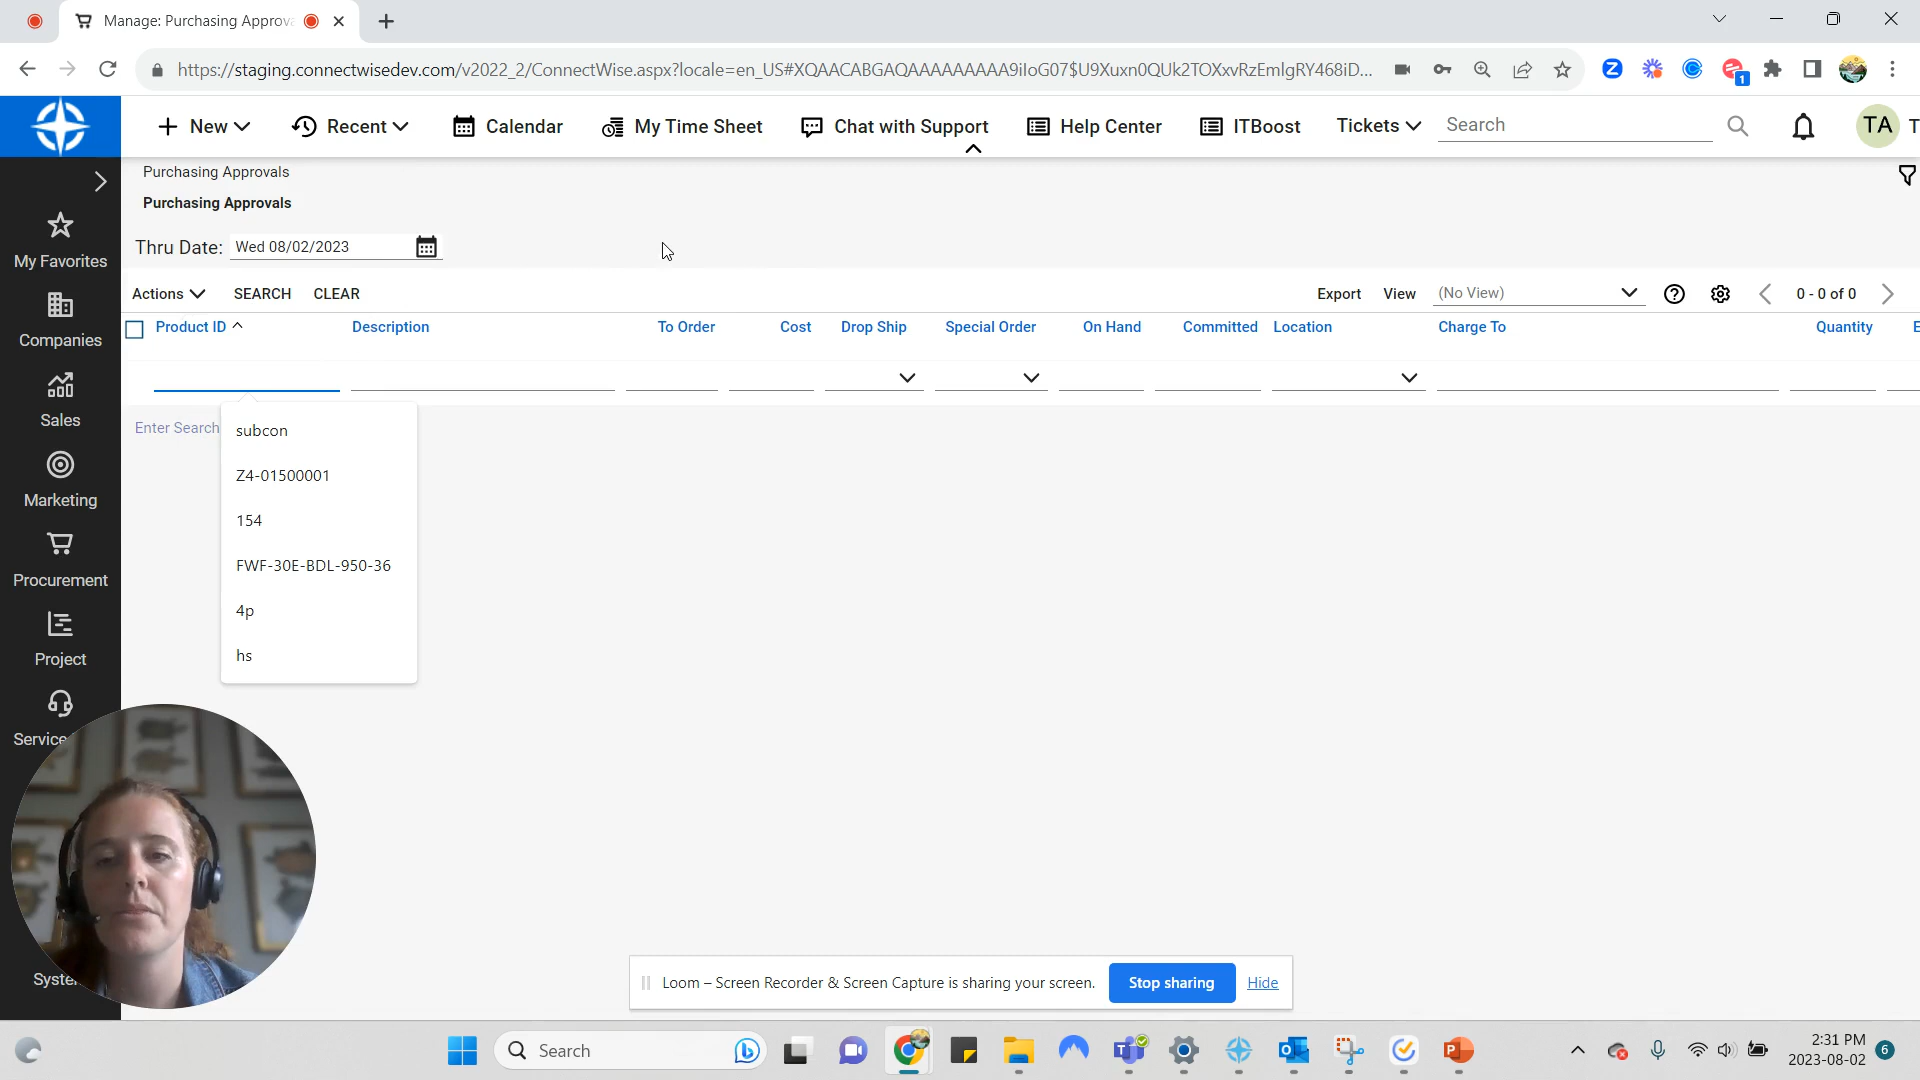 Manage: Purchasing Approva
https://staging.connectwisedev.com/v2022_2/ConnectWise.aspx?locale=en_US#XQAACABGAQAAAAAAAAA9iIoG07$U9Xuxn0QUk2TOXxvRzEmlgRY468iD...
1
New
Recent
Calendar
My Time Sheet
Chat with Support
Help Center
ITBoost
Tickets
Search
TA
T
Purchasing Approvals
Purchasing Approvals
Thru Date: Wed 08/02/2023
Actions SEARCH CLEAR
Export View (No View) 0 - 0 of 0
Product ID Description To Order Cost Drop Ship Special Order On Hand Committed Location Charge To Quantity E
Enter Search
subcon
Z4-01500001
154
FWF-30E-BDL-950-36
4p
hs
My Favorites
Companies
Sales
Marketing
Procurement
Project
Service
Syste
Loom – Screen Recorder & Screen Capture is sharing your screen. Stop sharing Hide
Search
2:31 PM
2023-08-02
6